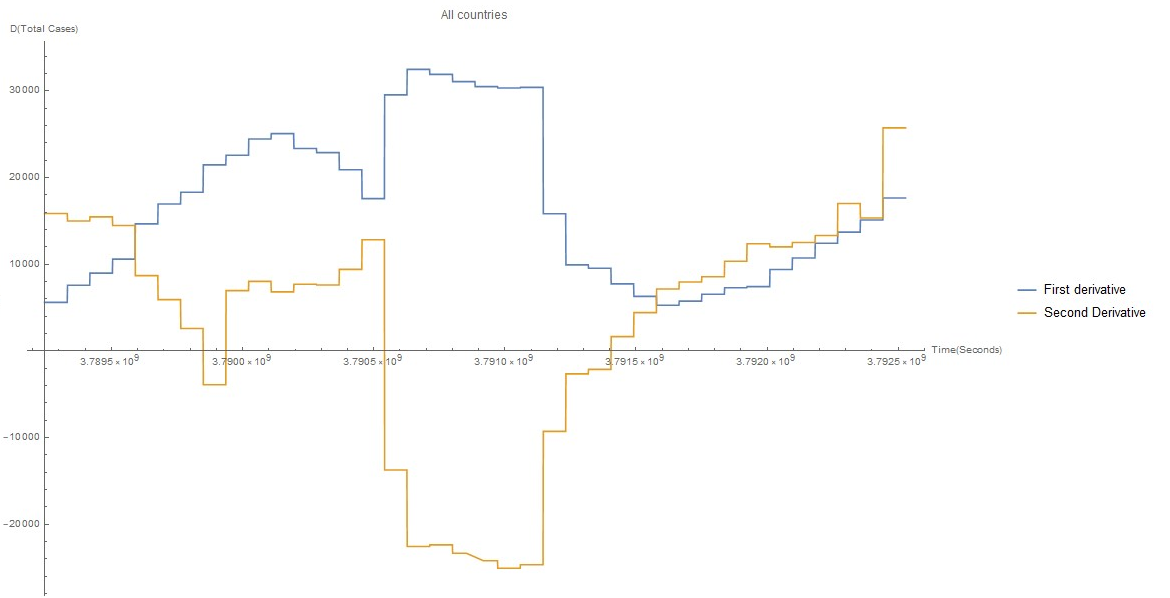 All countries
D(Total Cases)
30000
20000
10000
First derivative
Second Derivative
Time(Seconds)
3.7895 × 10⁹ 3.7900 × 10⁹ 3.7905 × 10⁹ 3.7910 × 10⁹ 3.7915 × 10⁹ 3.7920 × 10⁹ 3.7925 × 10⁹
-10000
-20000